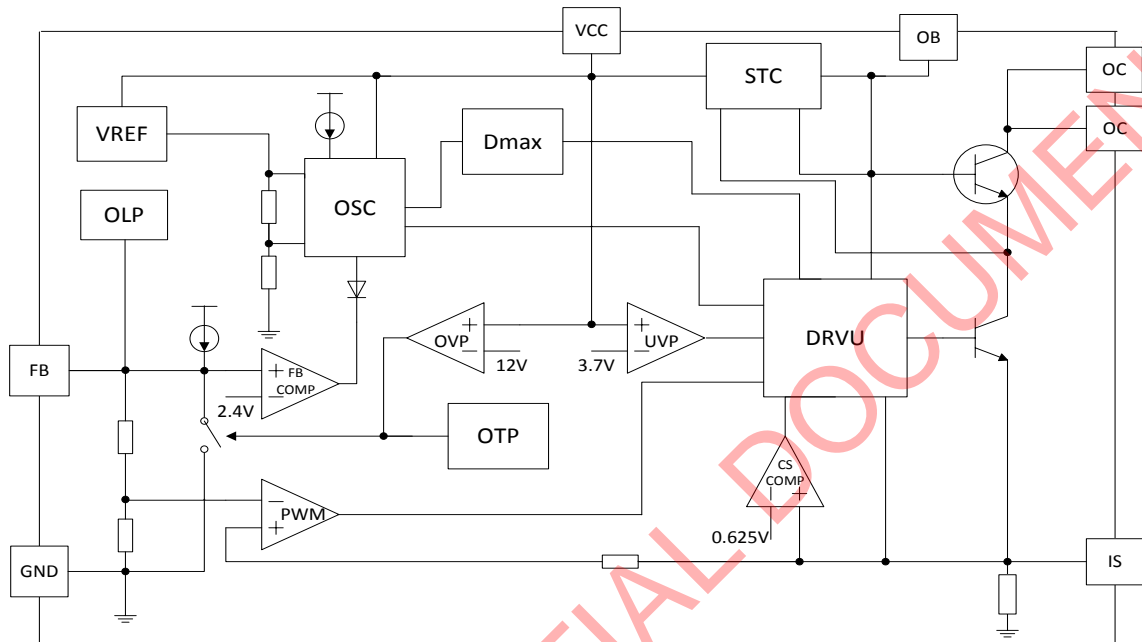 VCC
OB
STC
OC
VREF
Dmax
OC
OSC
OLP
OVP
+
−
12V
+
−
UVP
3.7V
DRVU
FB
+
−
FB
COMP
2.4V
OTP
CS
COMP
−
+
0.625V
−
+
PWM
GND
IS
IAL DOCUMEN